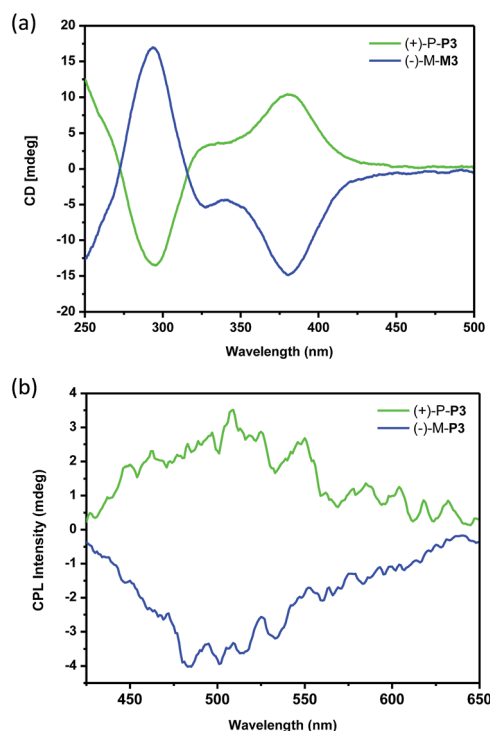 (a)
(+)-P-P3
(-)-M-M3
CD [mdeg]
20
15
10
5
0
-5
-10
-15
-20
250 300 350 400 450 500
Wavelength (nm)
(b)
(+)-P-P3
(-)-M-P3
CPL Intensity (mdeg)
4
3
2
1
0
-1
-2
-3
-4
450 500 550 600 650
Wavelength (nm)